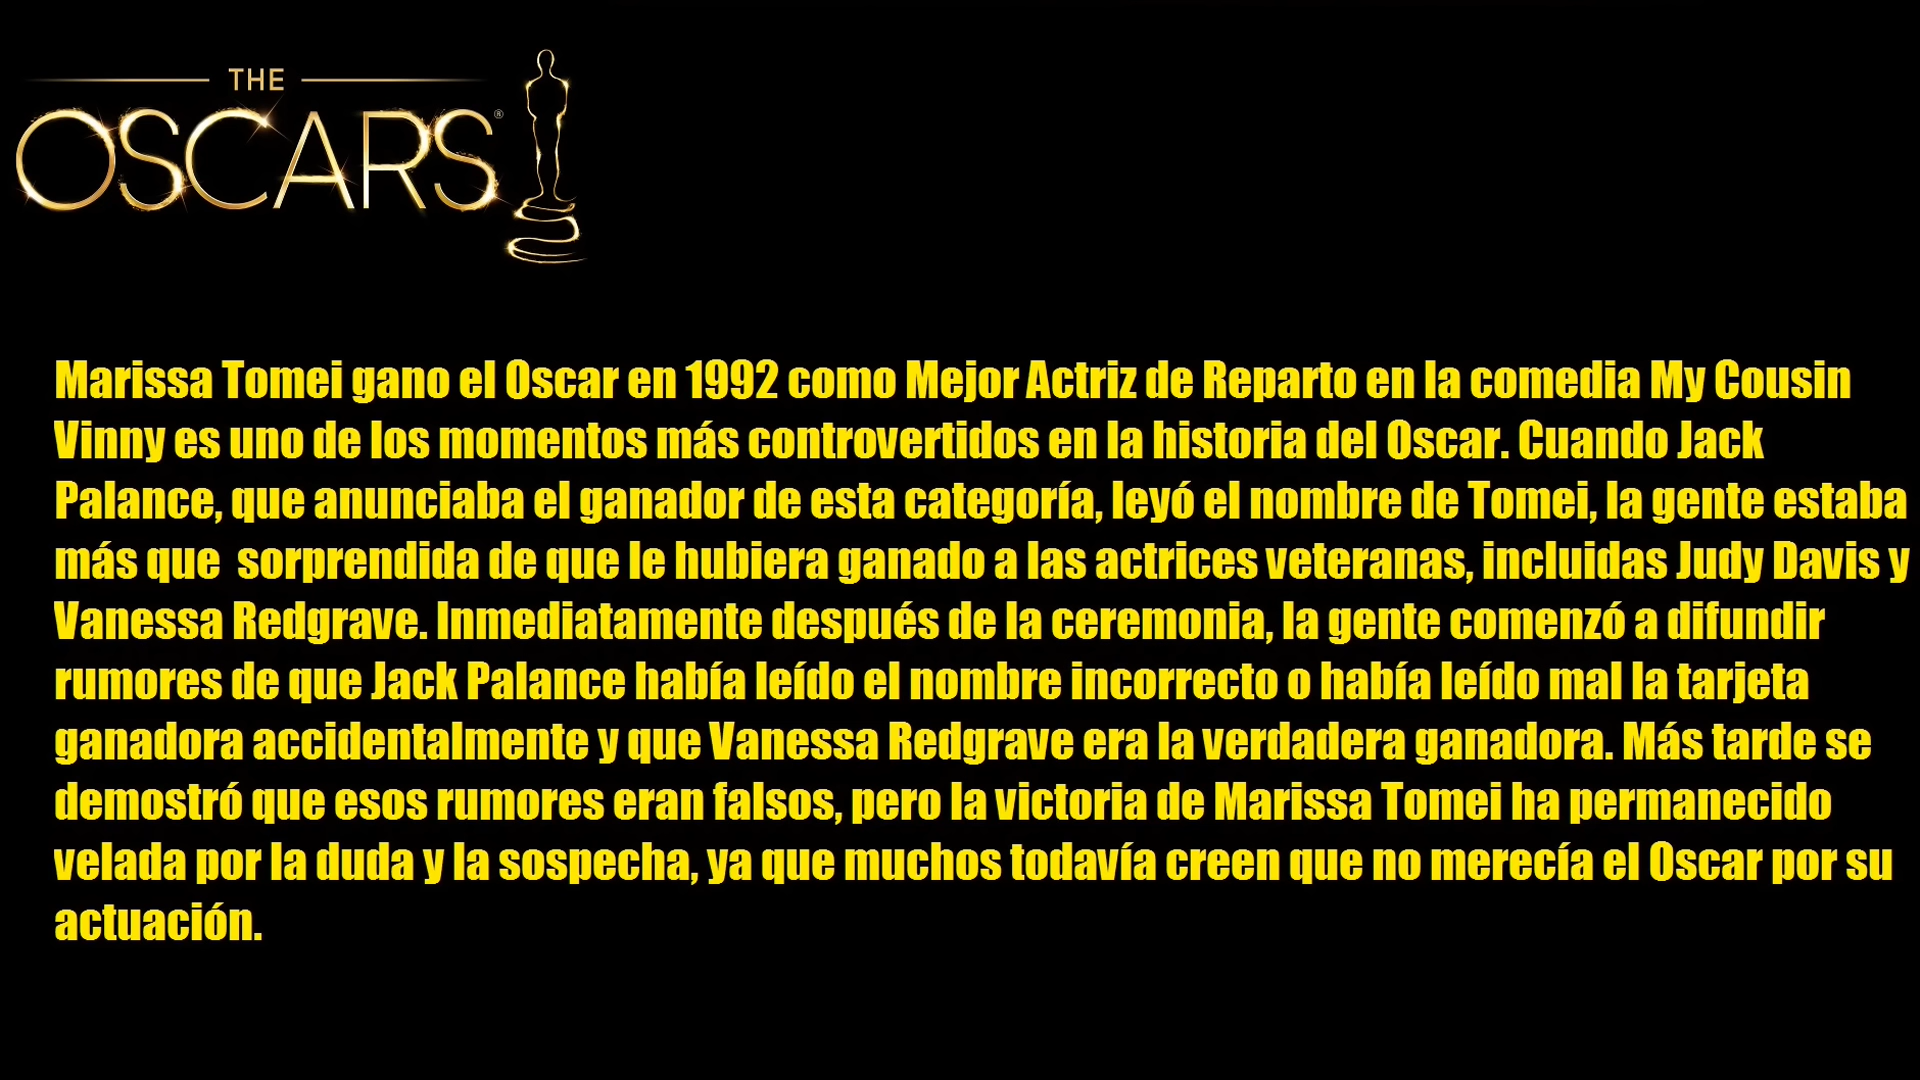 THE
OSCARS®
Marissa Tomei gano el Oscar en 1992 como Mejor Actriz de Reparto en la comedia My Cousin
Vinny es uno de los momentos más controvertidos en la historia del Oscar. Cuando Jack
Palance, que anunciaba el ganador de esta categoría, leyó el nombre de Tomei, la gente estaba
más que  sorprendida de que le hubiera ganado a las actrices veteranas, incluidas Judy Davis y
Vanessa Redgrave. Inmediatamente después de la ceremonia, la gente comenzó a difundir
rumores de que Jack Palance había leído el nombre incorrecto o había leído mal la tarjeta
ganadora accidentalmente y que Vanessa Redgrave era la verdadera ganadora. Más tarde se
demostró que esos rumores eran falsos, pero la victoria de Marissa Tomei ha permanecido
velada por la duda y la sospecha, ya que muchos todavía creen que no merecía el Oscar por su
actuación.